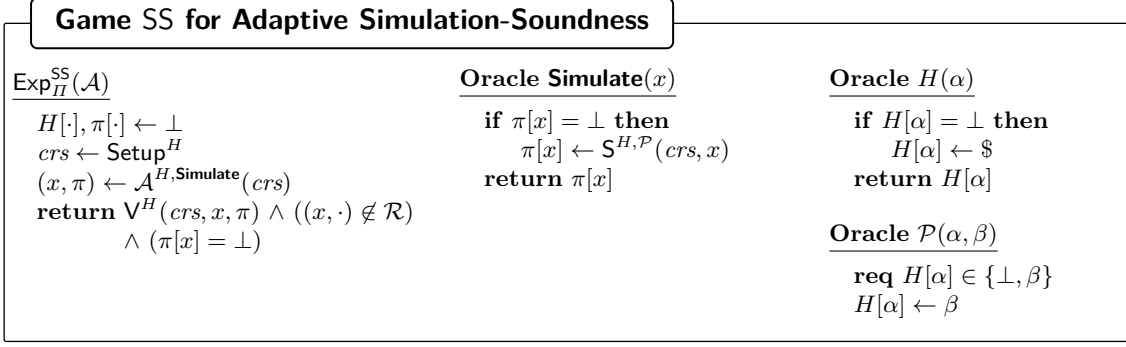 Game SS for Adaptive Simulation-Soundness
Exp^SS_Π(𝒜)
H[·], π[·] ← ⊥
crs ← Setup^H
(x, π) ← 𝒜^{H,Simulate}(crs)
return V^H(crs, x, π) ∧ ((x, ·) ∉ ℛ)
∧ (π[x] = ⊥)
Oracle Simulate(x)
if π[x] = ⊥ then
π[x] ← S^{H,𝒫}(crs, x)
return π[x]
Oracle H(α)
if H[α] = ⊥ then
H[α] ← $
return H[α]
Oracle 𝒫(α, β)
req H[α] ∈ {⊥, β}
H[α] ← β